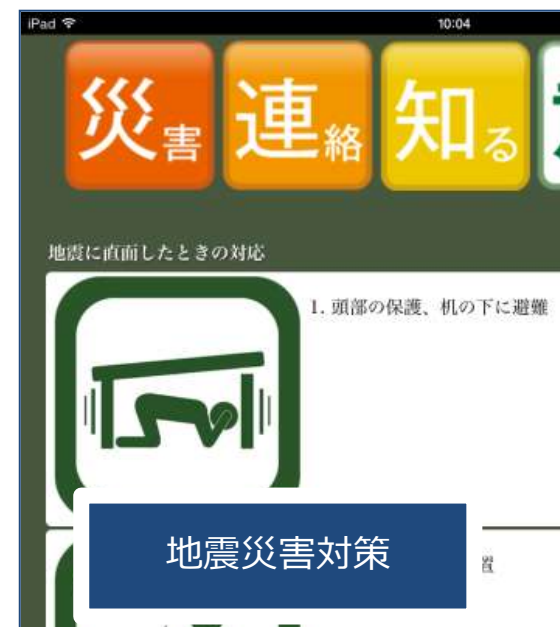 iPad 10:04
災害 連絡 知る
地震に直面したときの対応
1. 頭部の保護、机の下に避難
地震災害対策
置